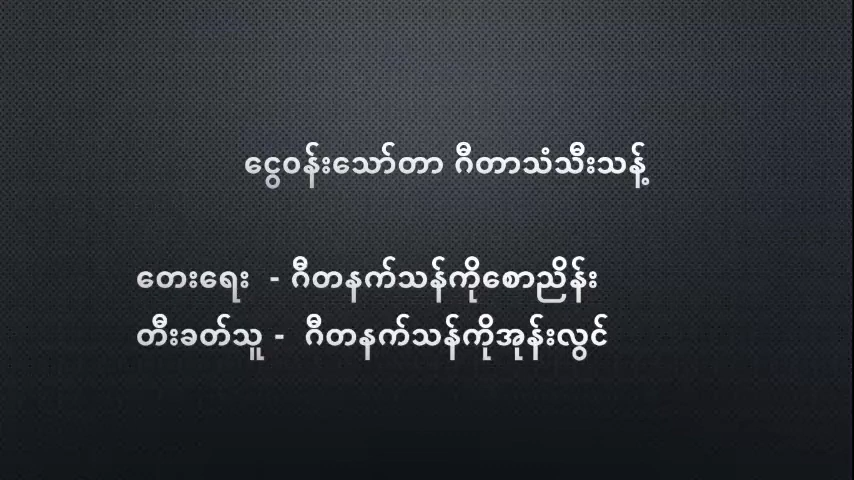 ငွေဝန်းသော်တာ ဂီတာသံသီးသန့်
တေးရေး - ဂီတနက်သန်ကိုစောညိန်း
တီးခတ်သူ - ဂီတနက်သန်ကိုအုန်းလွင်